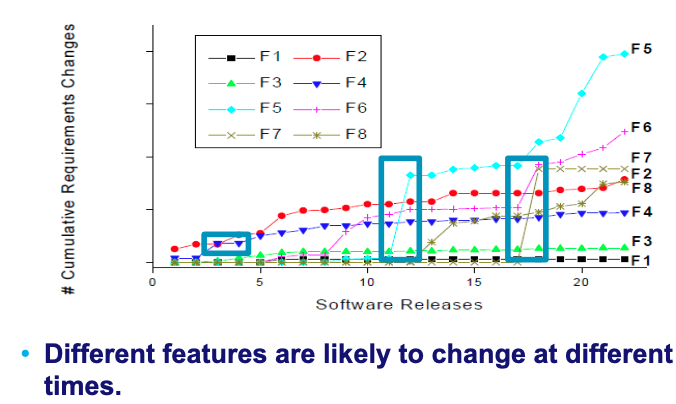 # Cumulative Requirements Changes
F1 F2
F3 F4
F5 F6
F7 F8
F5
F6
F7
F2
F8
F4
F3
F1
0 5 10 15 20
Software Releases
• Different features are likely to change at different
times.